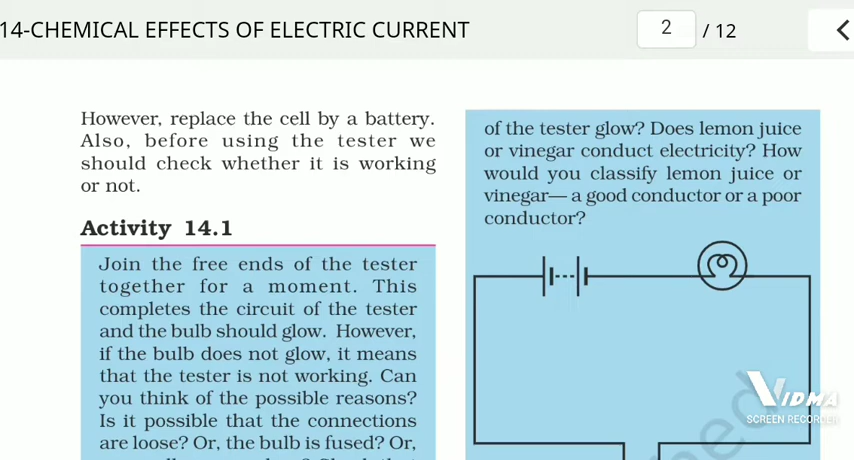 14-CHEMICAL EFFECTS OF ELECTRIC CURRENT
2 / 12
However, replace the cell by a battery.
Also, before using the tester we
should check whether it is working
or not.
Activity 14.1
Join the free ends of the tester
together for a moment. This
completes the circuit of the tester
and the bulb should glow. However,
if the bulb does not glow, it means
that the tester is not working. Can
you think of the possible reasons?
Is it possible that the connections
are loose? Or, the bulb is fused? Or,
of the tester glow? Does lemon juice
or vinegar conduct electricity? How
would you classify lemon juice or
vinegar— a good conductor or a poor
conductor?
VIDMA
SCREEN RECORDER